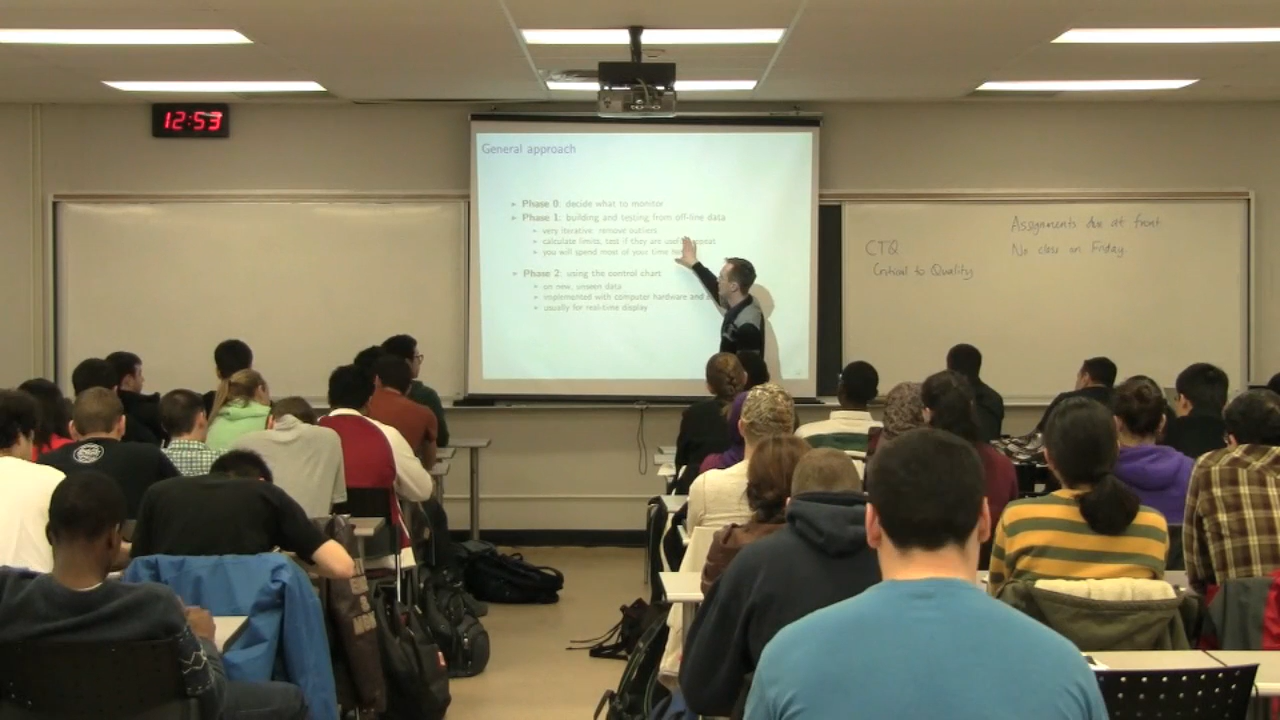 12:53
General approach
Phase 0: decide what to monitor
Phase 1: building and testing from off-line data
very iterative, remove outliers
calculate limits, test if they are useful
you will spend most of your time
Phase 2: using the control chart
on new, unseen data
implemented with computer hardware and
usually for real-time display
Assignments due at front
CTQ
No class on Friday
Critical to Quality